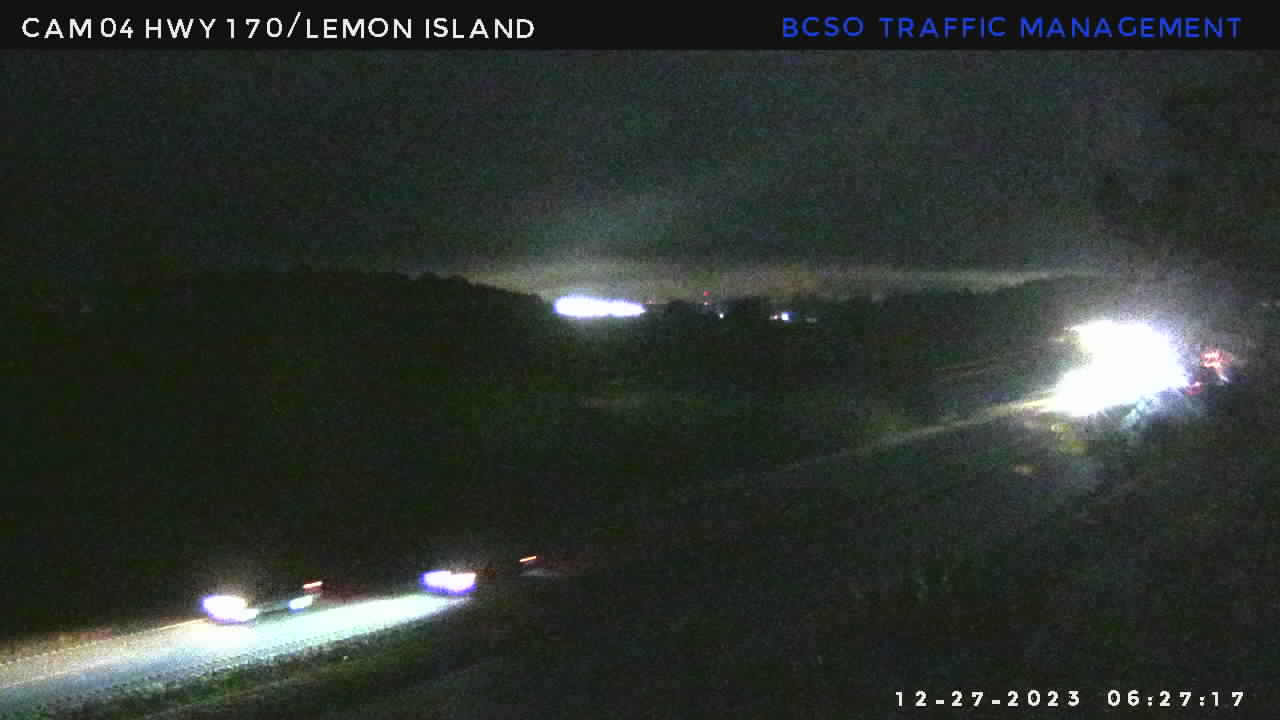 CAM04 HWY 170/LEMON ISLAND
BCSO TRAFFIC MANAGEMENT
12-27-2023 06:27:17